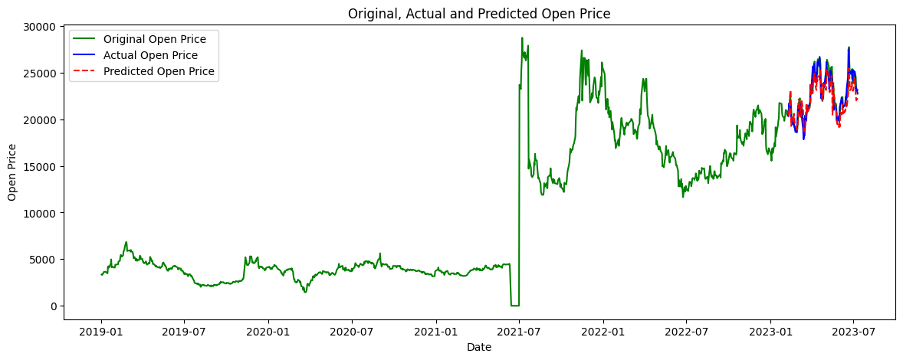 Original, Actual and Predicted Open Price
30000
25000
20000
15000
10000
5000
0
Open Price
Original Open Price
Actual Open Price
Predicted Open Price
2019-01 2019-07 2020-01 2020-07 2021-01 2021-07 2022-01 2022-07 2023-01 2023-07
Date